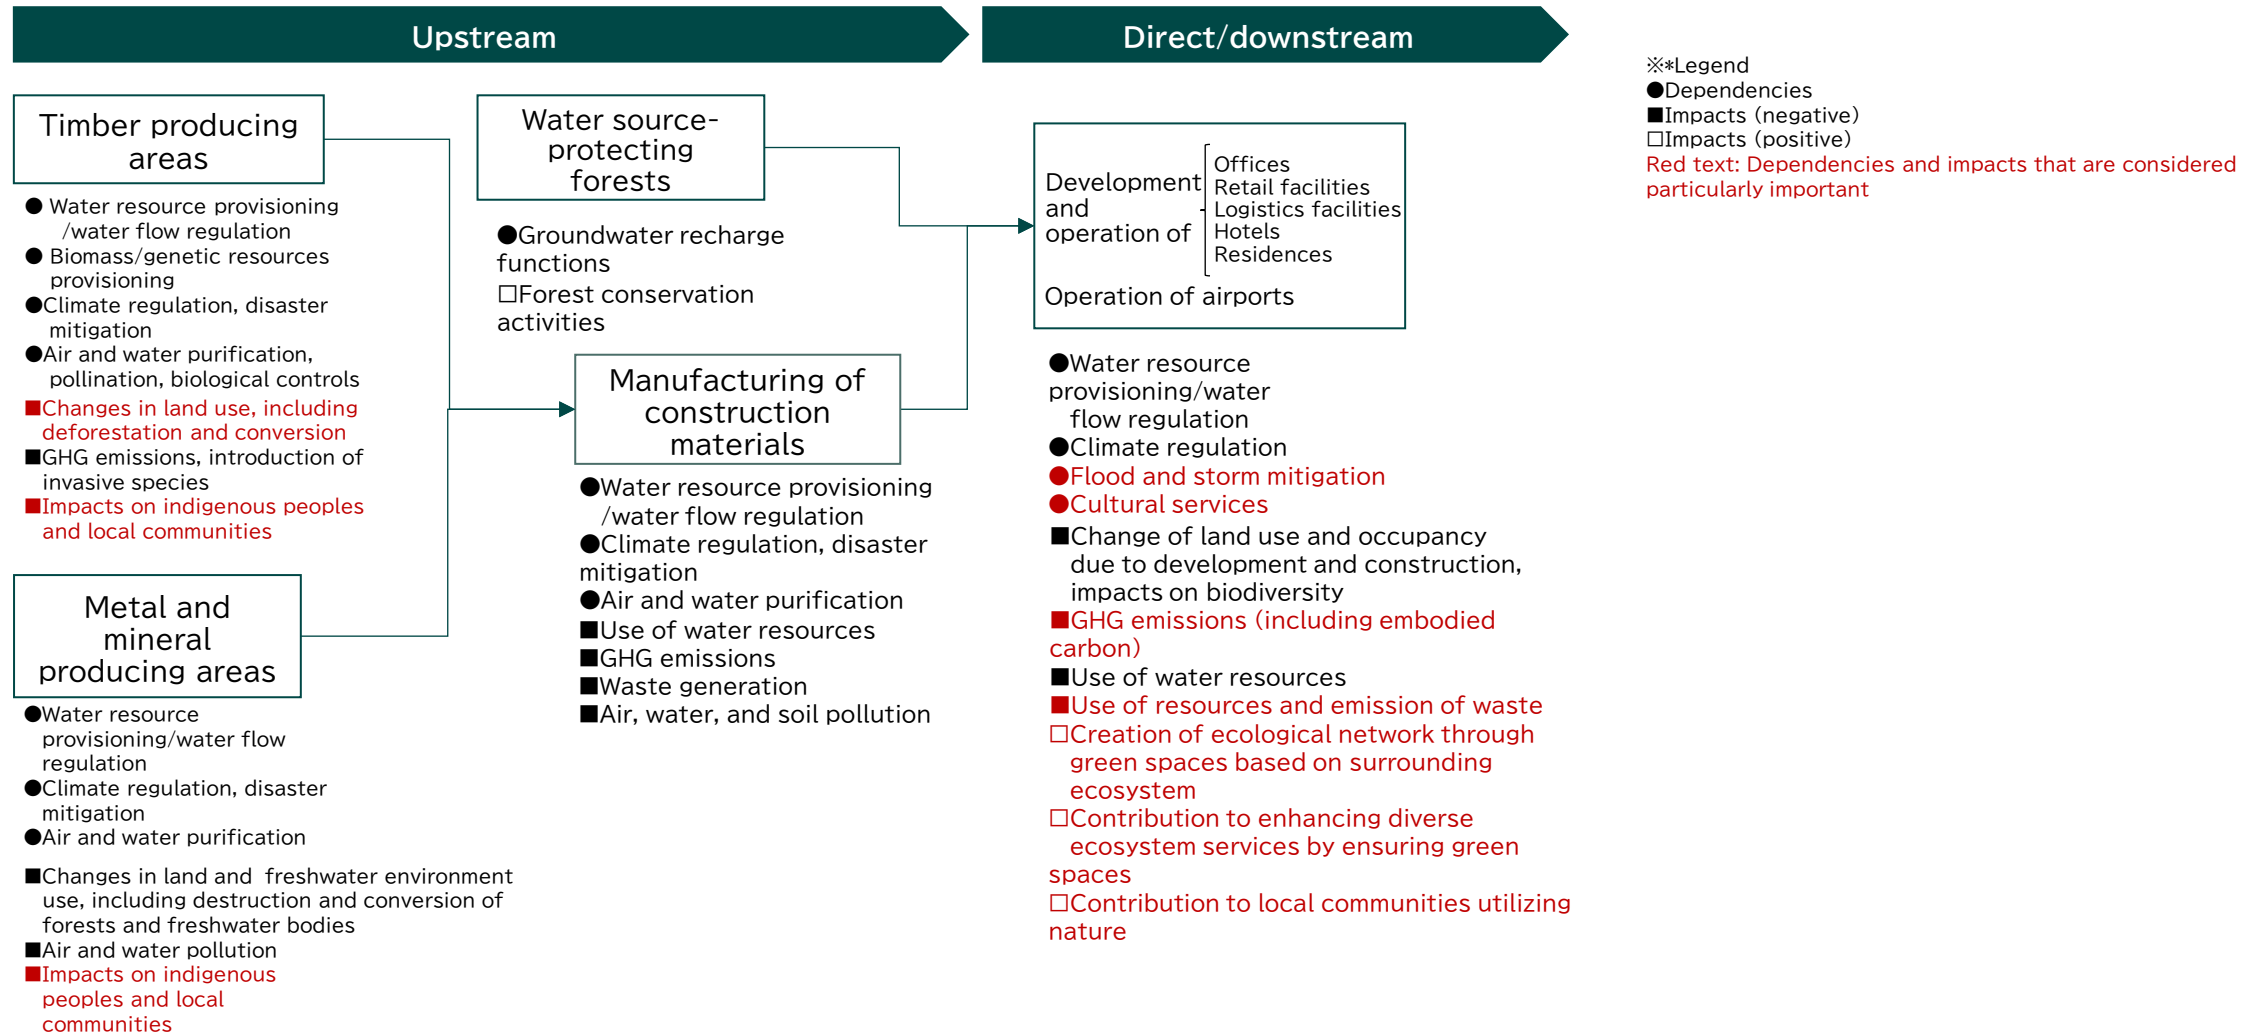 Upstream
Direct/downstream
※*Legend
●Dependencies
■Impacts (negative)
□Impacts (positive)
Red text: Dependencies and impacts that are considered
particularly important
Timber producing
areas
● Water resource provisioning
/water flow regulation
● Biomass/genetic resources
provisioning
●Climate regulation, disaster
mitigation
●Air and water purification,
pollination, biological controls
■Changes in land use, including
deforestation and conversion
■GHG emissions, introduction of
invasive species
■Impacts on indigenous peoples
and local communities
Metal and
mineral
producing areas
●Water resource
provisioning/water flow
regulation
●Climate regulation, disaster
mitigation
●Air and water purification
■Changes in land and  freshwater environment
use, including destruction and conversion of
forests and freshwater bodies
■Air and water pollution
■Impacts on indigenous
peoples and local
communities
Water source-
protecting
forests
●Groundwater recharge
functions
□Forest conservation
activities
Manufacturing of
construction
materials
●Water resource provisioning
/water flow regulation
●Climate regulation, disaster
mitigation
●Air and water purification
■Use of water resources
■GHG emissions
■Waste generation
■Air, water, and soil pollution
Development
and
operation of
Offices
Retail facilities
Logistics facilities
Hotels
Residences
Operation of airports
●Water resource
provisioning/water
flow regulation
●Climate regulation
●Flood and storm mitigation
●Cultural services
■Change of land use and occupancy
due to development and construction,
impacts on biodiversity
■GHG emissions (including embodied
carbon)
■Use of water resources
■Use of resources and emission of waste
□Creation of ecological network through
green spaces based on surrounding
ecosystem
□Contribution to enhancing diverse
ecosystem services by ensuring green
spaces
□Contribution to local communities utilizing
nature